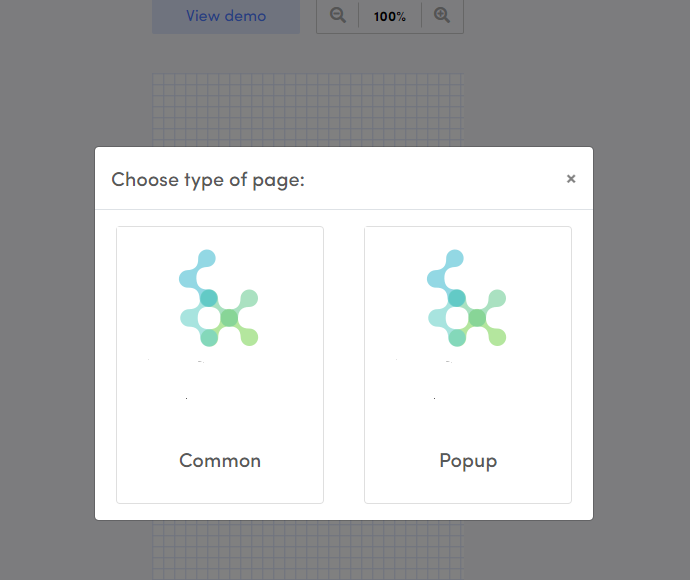 View demo
100%
Choose type of page:
×
Common
Popup